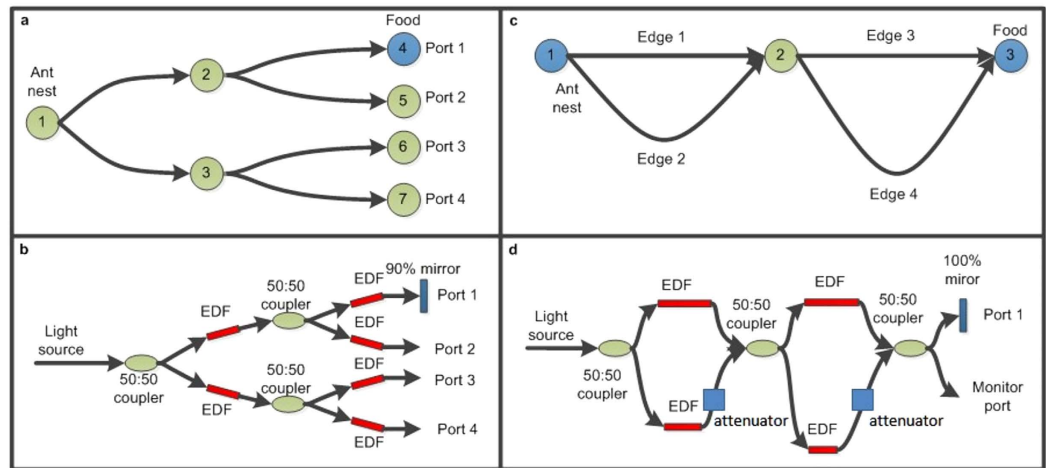 a
Food
4
Port 1
Ant
nest
2
1
5
Port 2
6
Port 3
3
7
Port 4
c
Edge 1
Edge 3
Food
1
2
3
Ant
nest
Edge 2
Edge 4
b
90% mirror
EDF
50:50
coupler
Port 1
EDF
Light
source
EDF
Port 2
50:50
coupler
50:50
coupler
EDF
Port 3
EDF
Port 4
EDF
d
100%
miror
EDF
EDF
50:50
coupler
50:50
coupler
Port 1
Light
source
50:50
coupler
EDF
attenuator
EDF
attenuator
Monitor
port